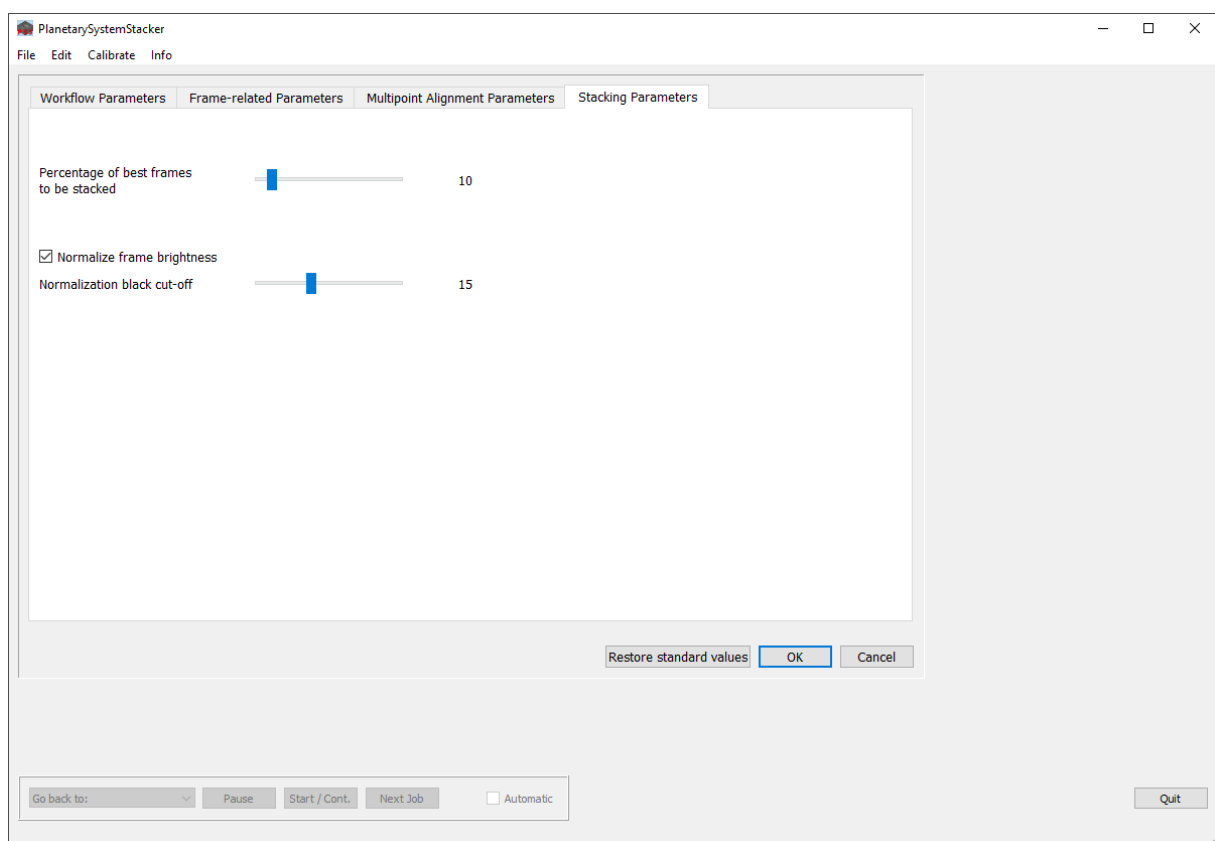 PlanetarySystemStacker
File Edit Calibrate Info
Workflow Parameters Frame-related Parameters Multipoint Alignment Parameters Stacking Parameters
Percentage of best frames
to be stacked
10
Normalize frame brightness
Normalization black cut-off 15
Restore standard values OK Cancel
Go back to: Pause Start / Cont. Next Job Automatic Quit